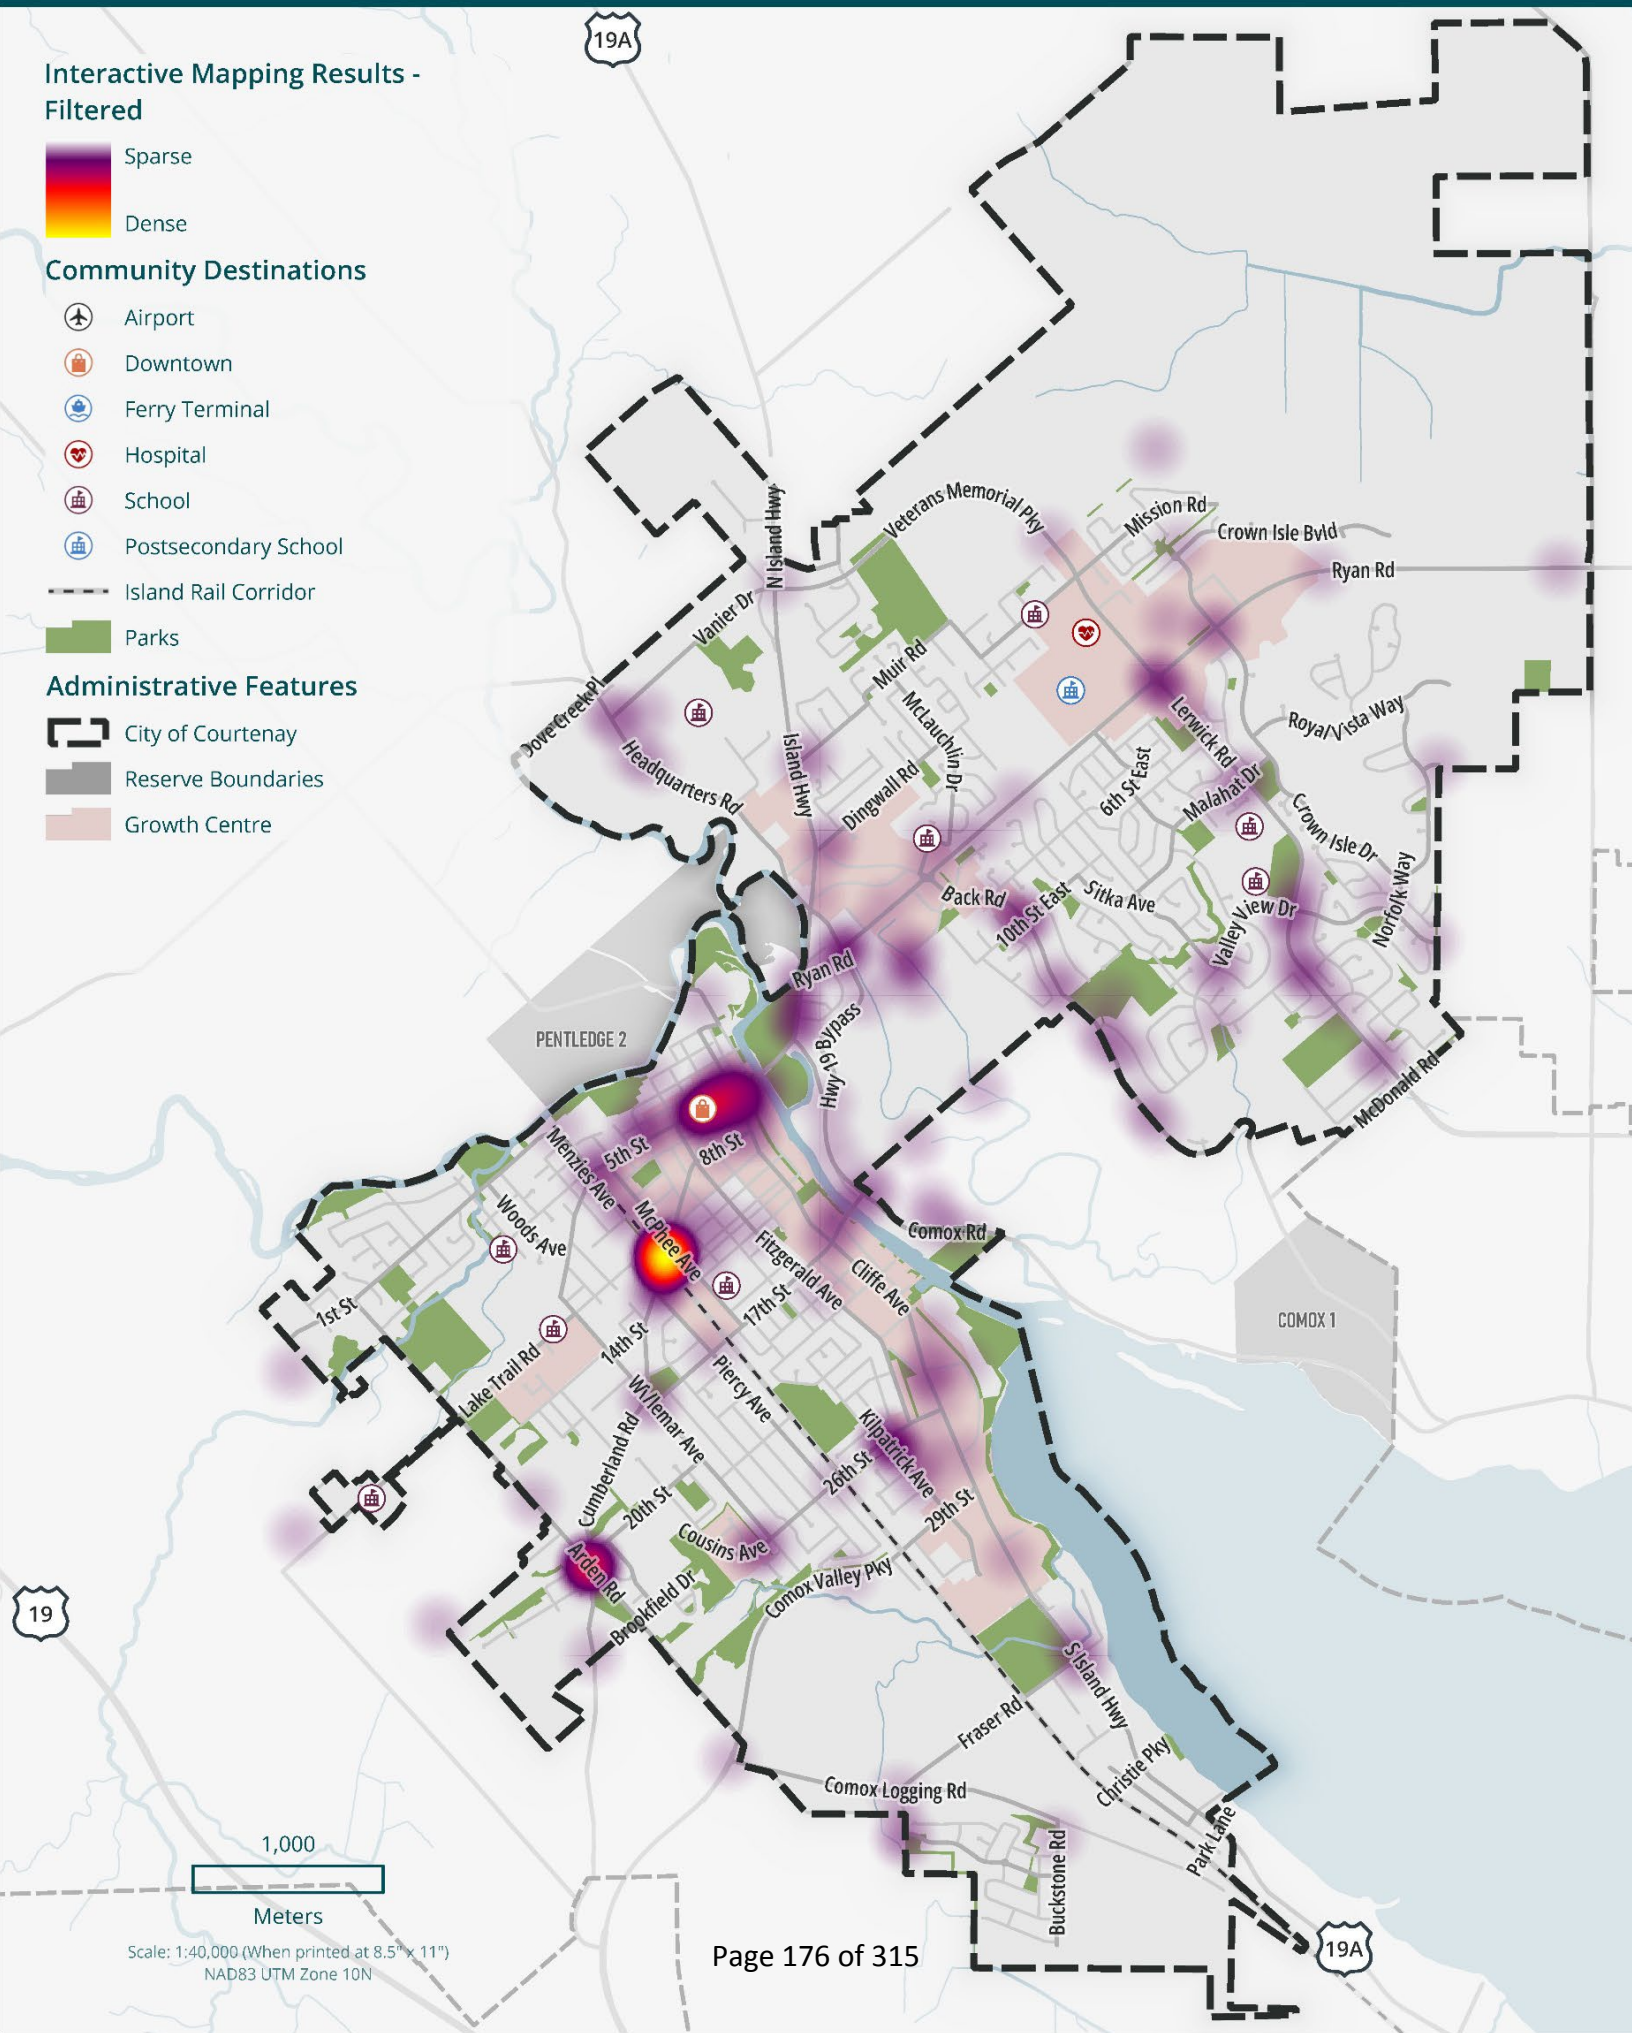 19A
Interactive Mapping Results -
Filtered
Sparse
Dense
Community Destinations
Airport
Downtown
Ferry Terminal
Hospital
School
Postsecondary School
Island Rail Corridor
Parks
Administrative Features
City of Courtenay
Reserve Boundaries
Growth Centre
N Island Hwy
Veterans Memorial Pky
Mission Rd
Crown Isle Bvld
Ryan Rd
Vanier Dr
Muir Rd
Dove Creek Pl
Headquarters Rd
Island Hwy
McLauchlin Dr
Dingwall Rd
Lerwick Rd
Royal Vista Way
6th St East
Malahat Dr
Crown Isle Dr
Back Rd
10th St East
Sitka Ave
Valley View Dr
Norfolk Way
Ryan Rd
Hwy 19 Bypass
PENTLEDGE 2
McDonald Rd
5th St
8th St
Menzies Ave
Woods Ave
McPhee Ave
Fitzgerald Ave
Cliffe Ave
Comox Rd
COMOX 1
1st St
17th St
14th St
Lake Trail Rd
Piercy Ave
Willemar Ave
Cumberland Rd
Kilpatrick Ave
26th St
29th St
20th St
Cousins Ave
Arden Rd
Brookfield Dr
Comox Valley Pky
19
S Island Hwy
Fraser Rd
Christie Pky
Comox Logging Rd
Park Lane
Buckstone Rd
1,000
Meters
Scale: 1:40,000 (When printed at 8.5" x 11")
NAD83 UTM Zone 10N
Page 176 of 315
19A